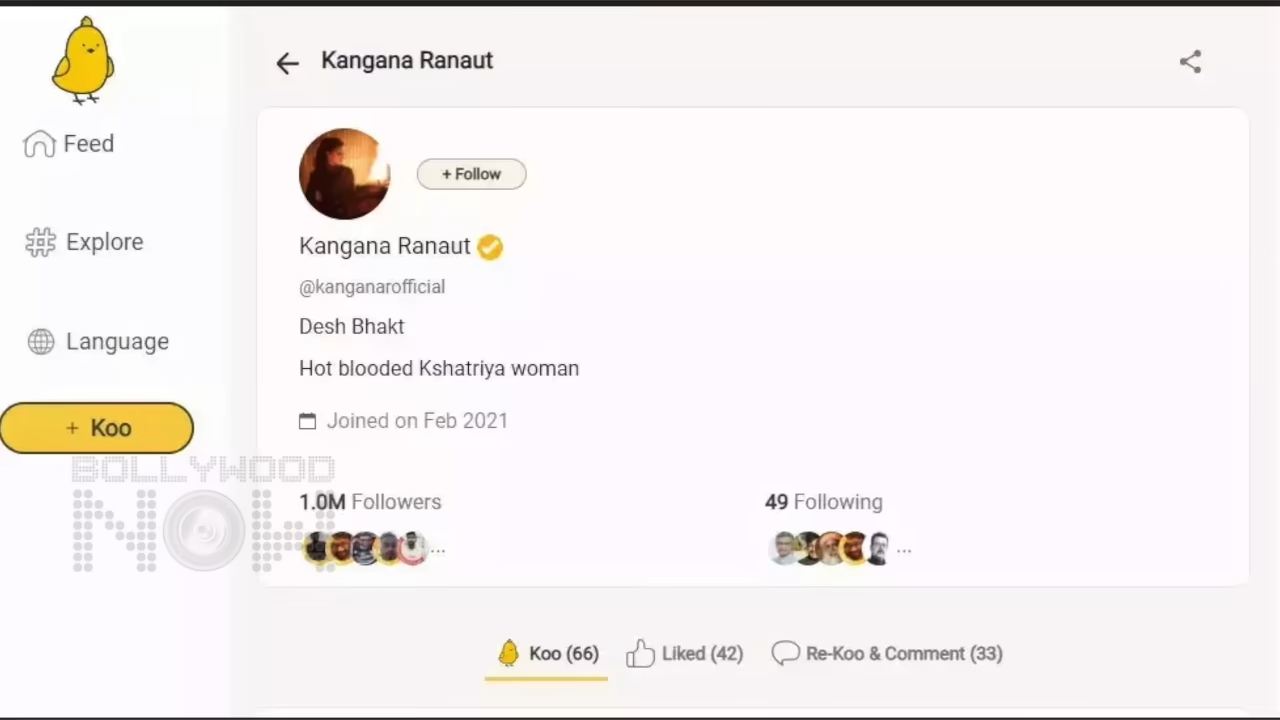 Kangana Ranaut
Feed
+ Follow
Explore
Kangana Ranaut
@kanganarofficial
Desh Bhakt
Language
Hot blooded Kshatriya woman
+ Koo
Joined on Feb 2021
BOLLYWOOD
NOW
1.0M Followers
49 Following
...
...
Koo (66)
Liked (42)
Re-Koo & Comment (33)